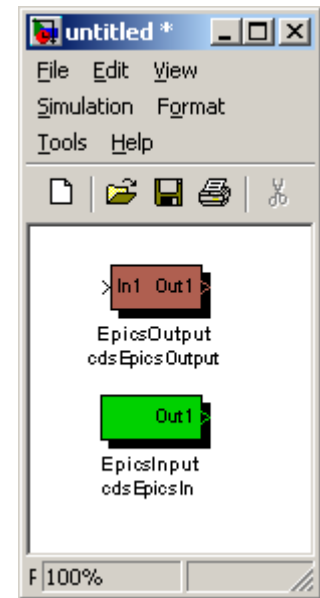 untitled *
File Edit View
Simulation Format
Tools Help
In1 Out1
EpicsOutput
cdsEpicsOutput
Out1
EpicsInput
cdsEpicsIn
F 100%